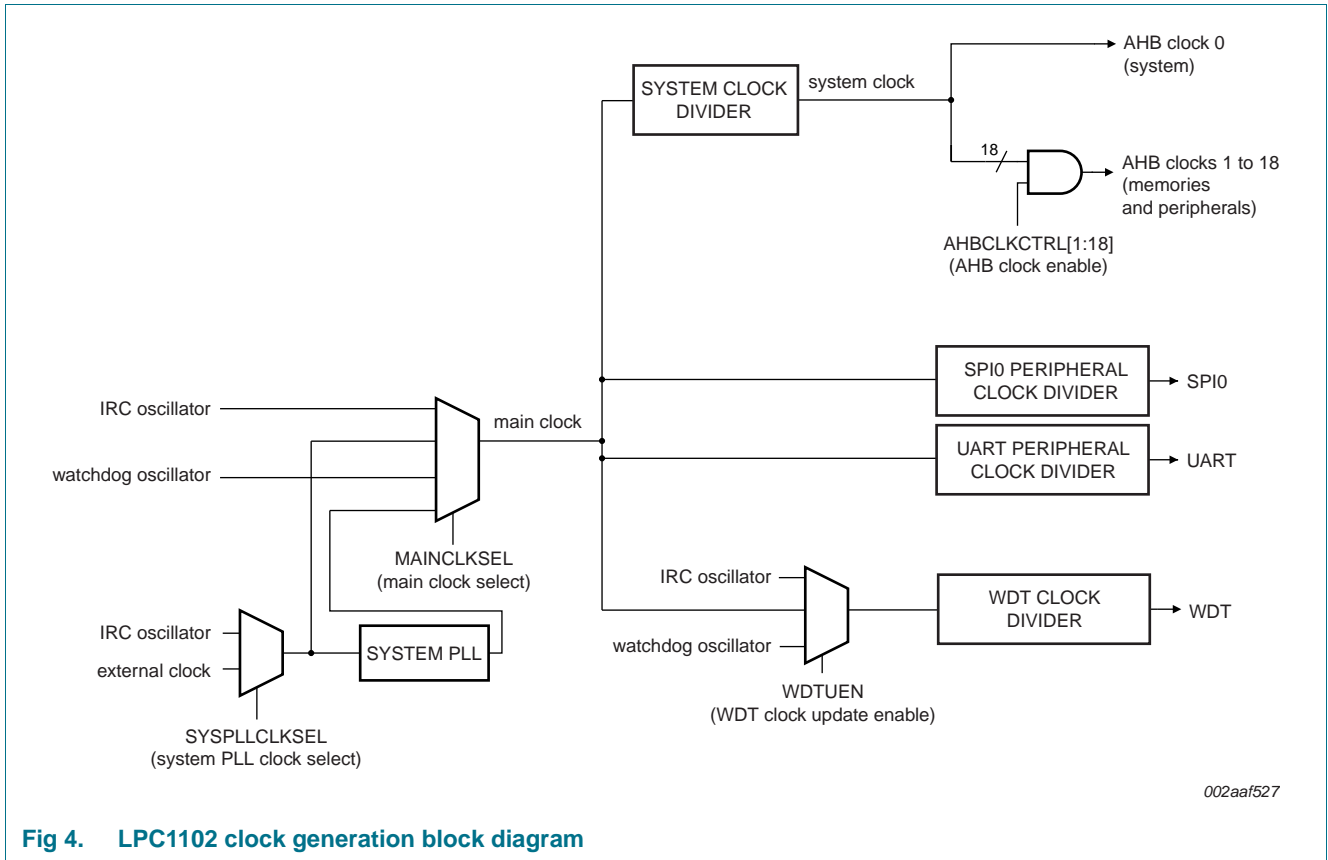 AHB clock 0
(system)
SYSTEM CLOCK
DIVIDER
system clock
18
AHB clocks 1 to 18
(memories
and peripherals)
AHBCLKCTRL[1:18]
(AHB clock enable)
SPI0 PERIPHERAL
CLOCK DIVIDER
SPI0
IRC oscillator
main clock
UART PERIPHERAL
CLOCK DIVIDER
UART
watchdog oscillator
MAINCLKSEL
(main clock select)
IRC oscillator
WDT CLOCK
DIVIDER
WDT
IRC oscillator
SYSTEM PLL
watchdog oscillator
external clock
WDTUEN
(WDT clock update enable)
SYSPLLCLKSEL
(system PLL clock select)
002aaf527
Fig 4. LPC1102 clock generation block diagram